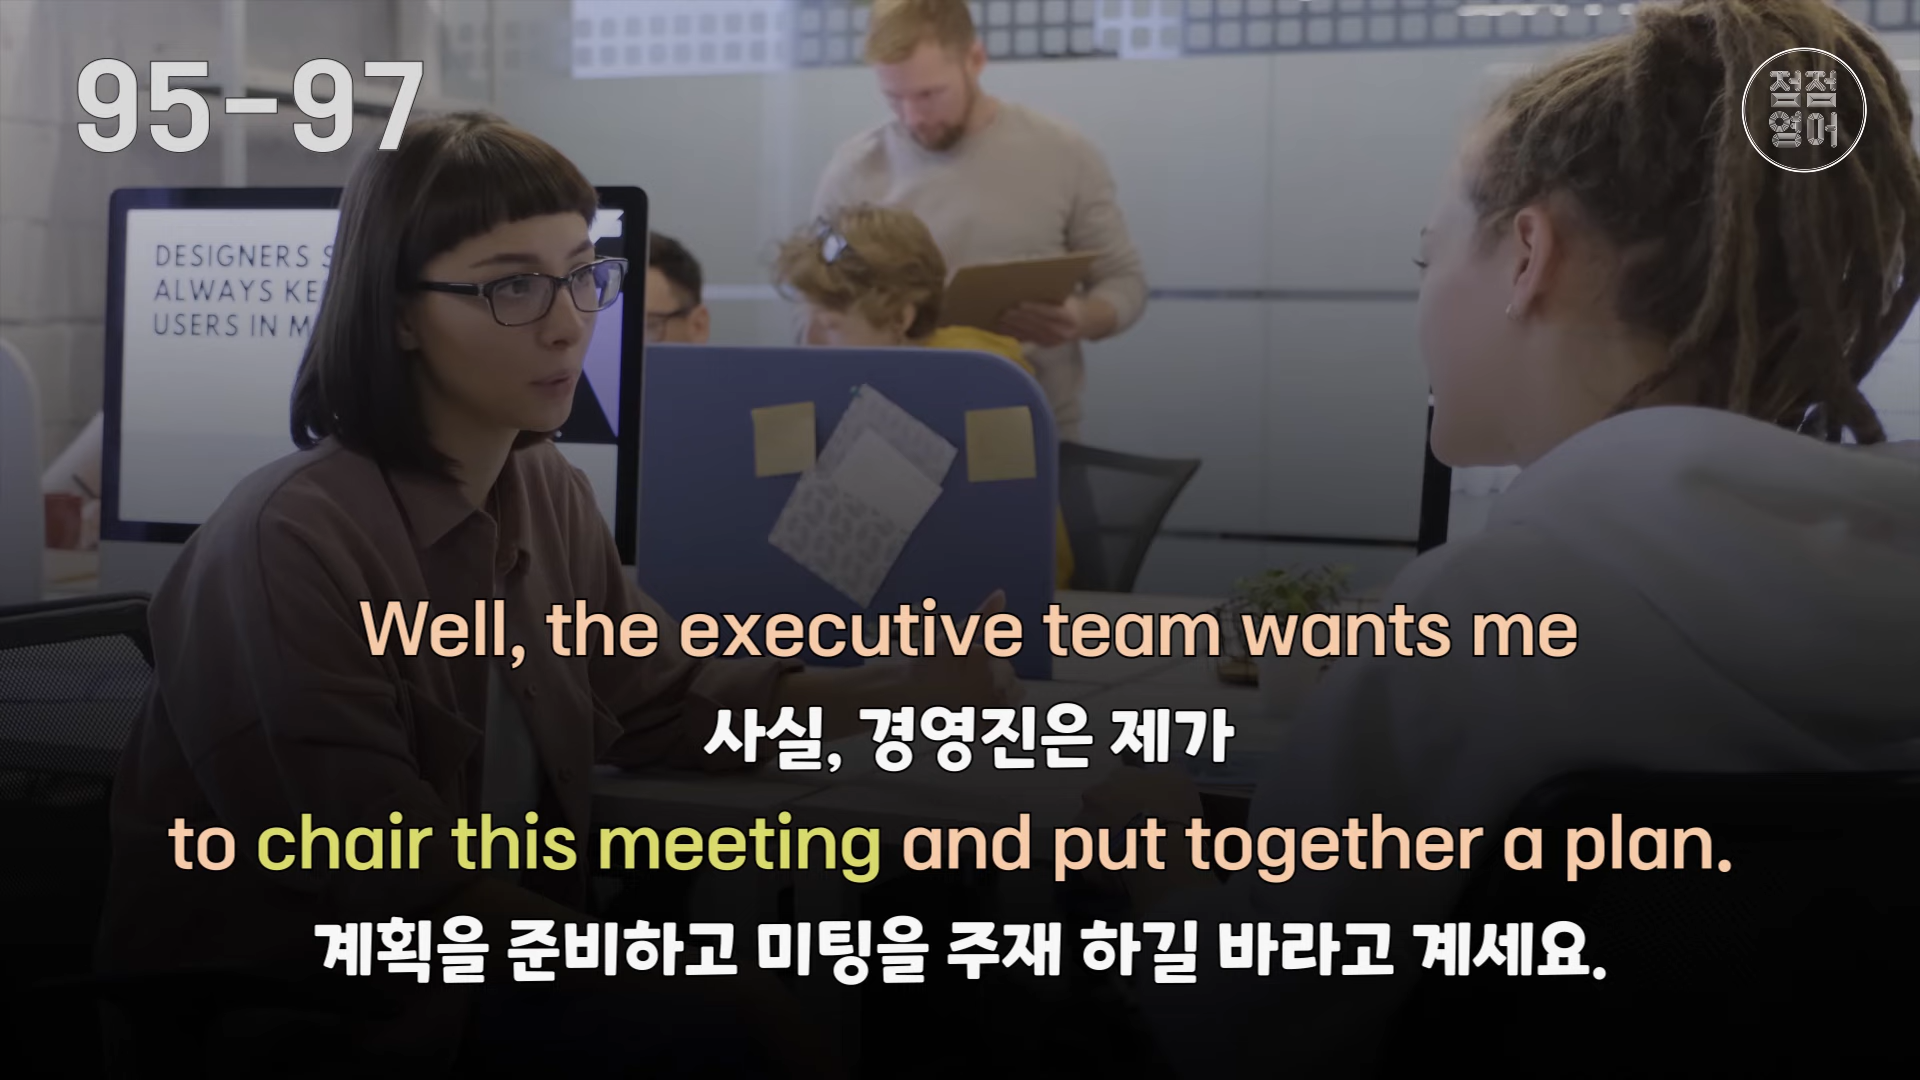 95-97
점점
영어
DESIGNERS
ALWAYS
USERS IN
Well, the executive team wants me
사실, 경영진은 제가
to chair this meeting and put together a plan.
계획을 준비하고 미팅을 주재 하길 바라고 계세요.